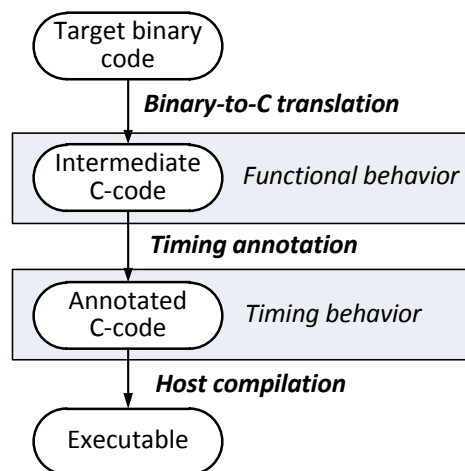 Target binary
code
Binary-to-C translation
Intermediate
C-code
Functional behavior
Timing annotation
Annotated
C-code
Timing behavior
Host compilation
Executable